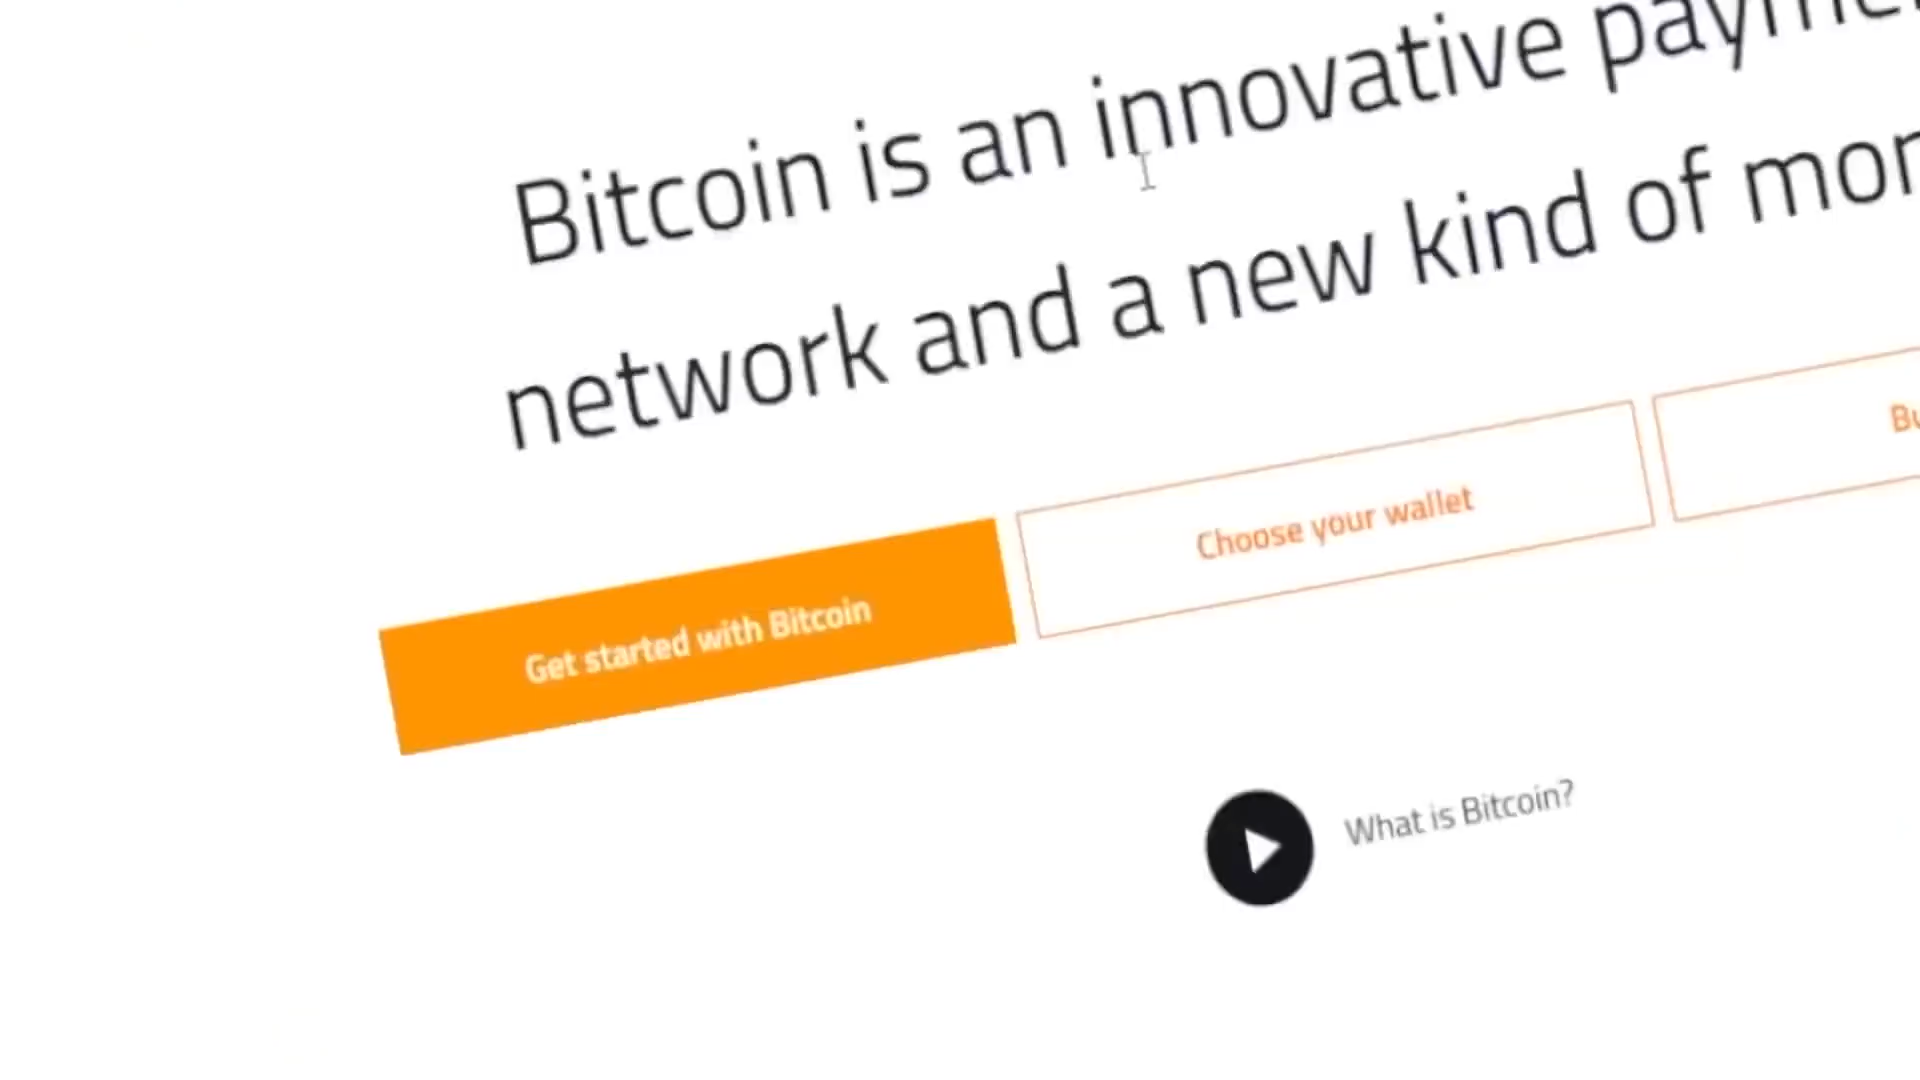 Bitcoin is an innovative
network and a new kind of
Get started with Bitcoin
Choose your wallet
What is Bitcoin?